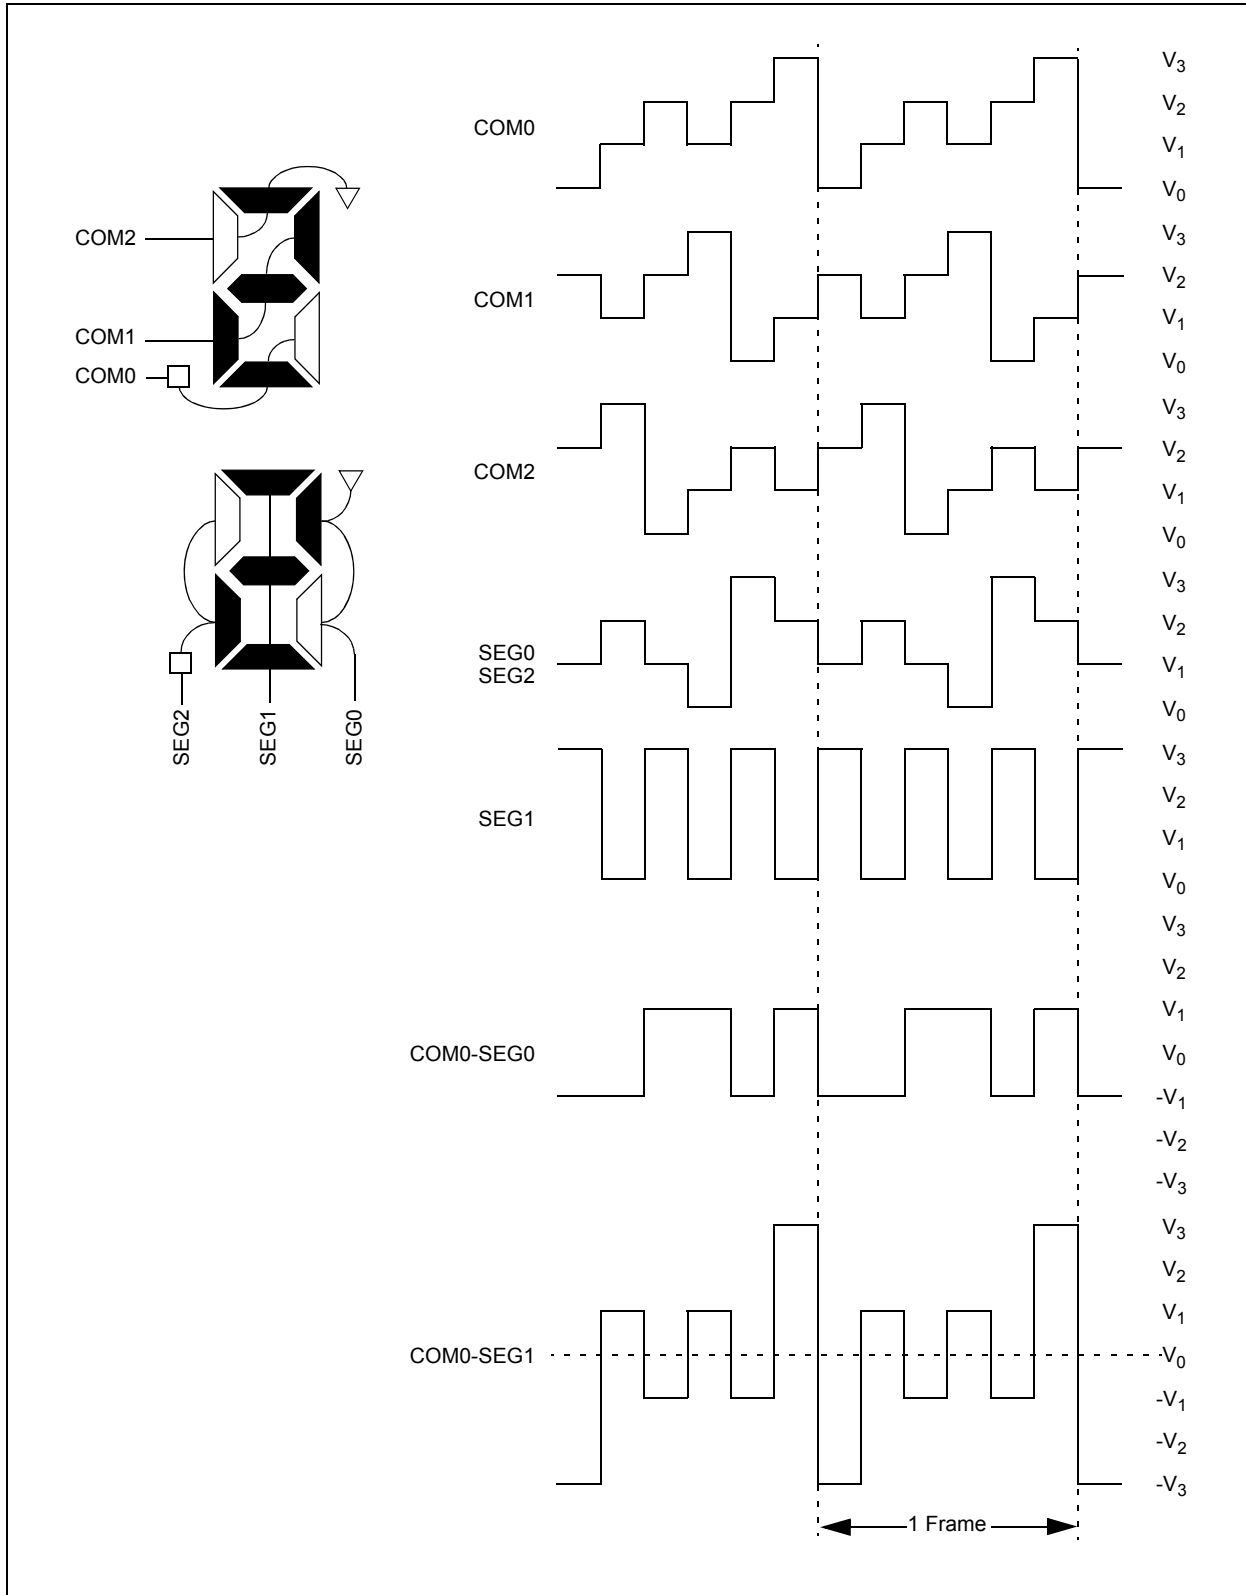 COM0
V3
V2
V1
V0
COM1
V3
V2
V1
V0
COM2
V3
V2
V1
V0
SEG0
SEG2
V3
V2
V1
V0
SEG1
V3
V2
V1
V0
COM0-SEG0
V3
V2
V1
V0
-V1
-V2
-V3
COM0-SEG1
V3
V2
V1
V0
-V1
-V2
-V3
1 Frame
COM2
COM1
COM0
SEG2
SEG1
SEG0